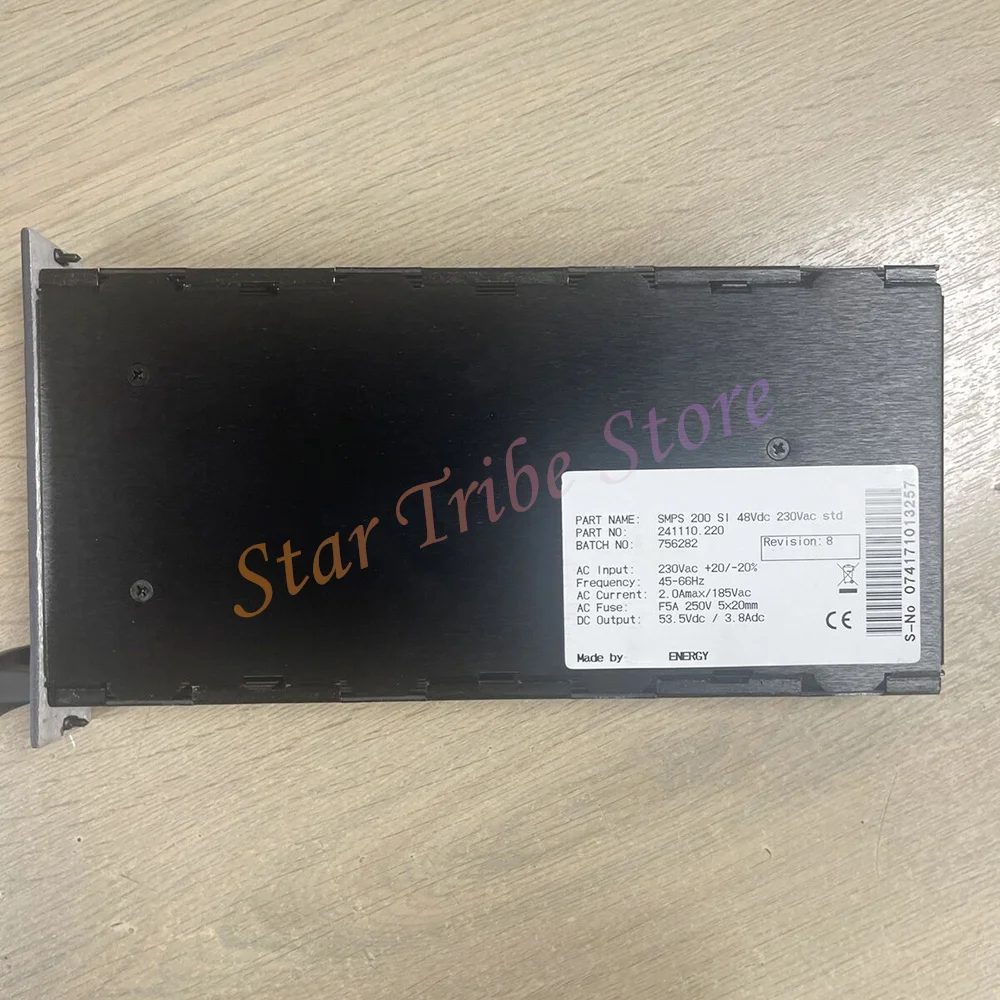 Star Tribe Store
PART NAME: SMPS 200 SI 48Vdc 230Vac std
PART NO: 241110.220
BATCH NO: 756282
Revision: 8
AC Input: 230Vac +20/-20%
Frequency: 45-66Hz
AC Current: 2.0Amax/185Vac
AC Fuse: F5A 250V 5x20mm
DC Output: 53.5Vdc / 3.8Adc
CE
Made by ENERGY
S-No 074171013257